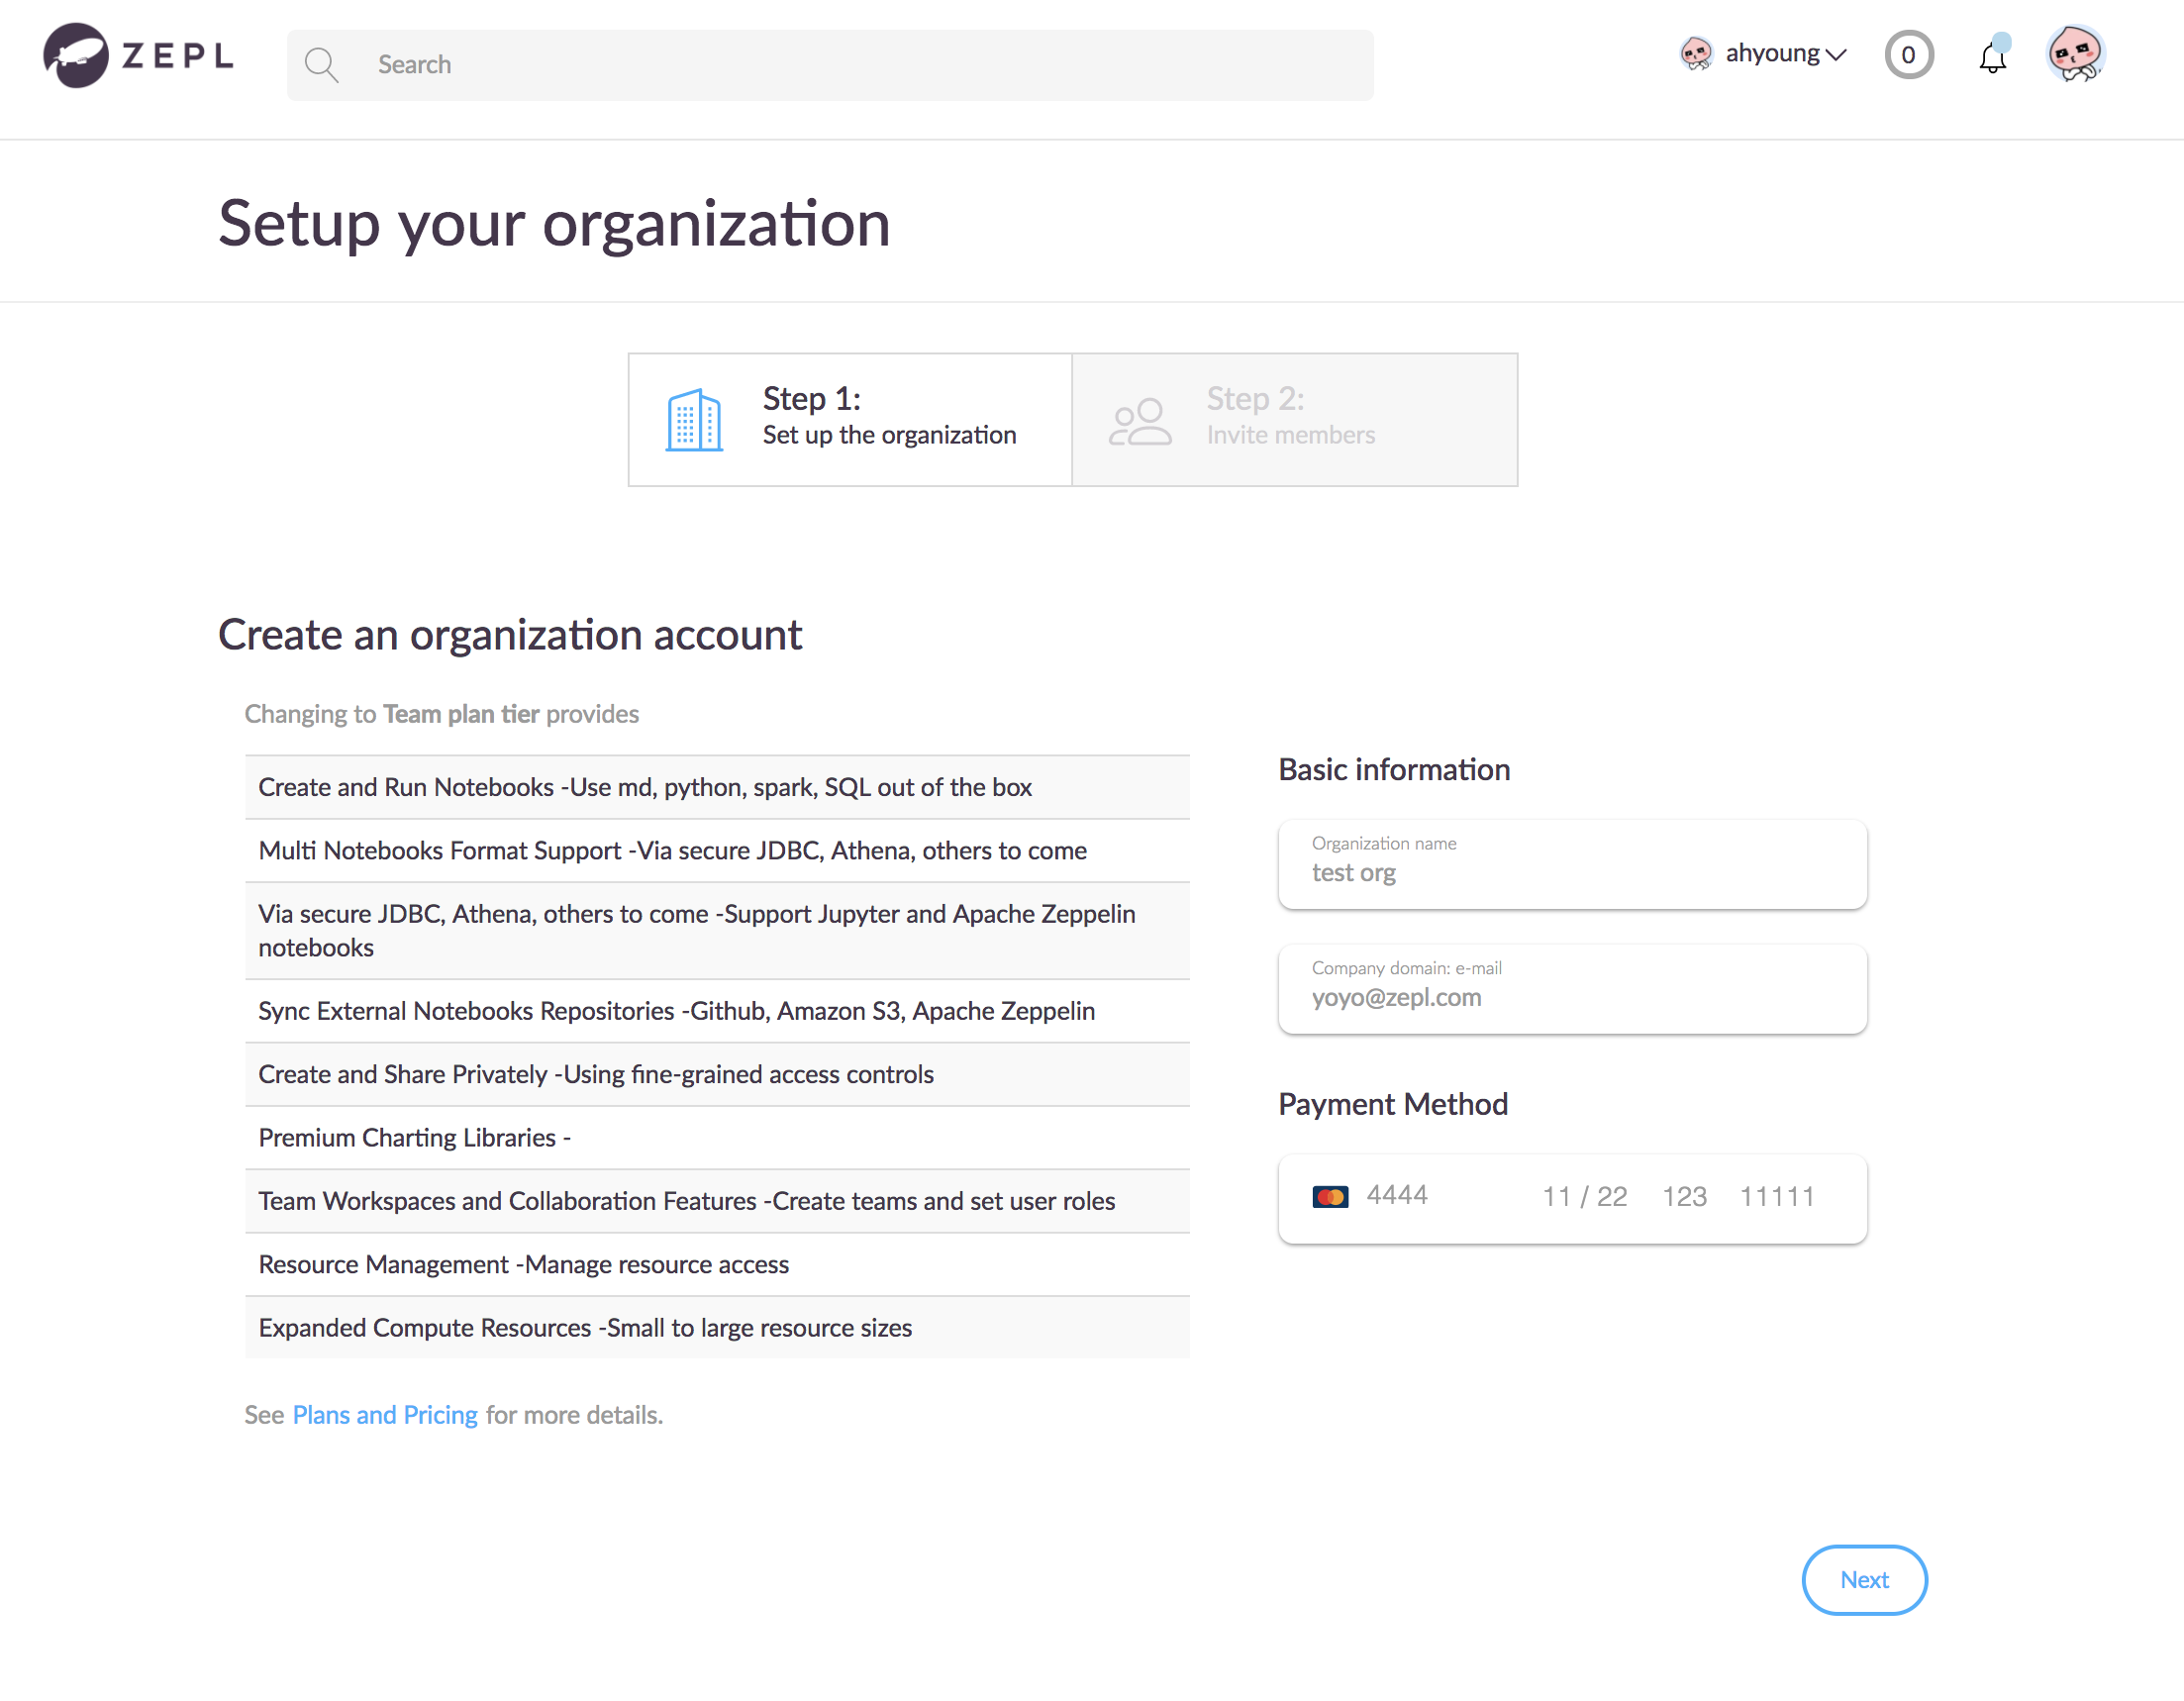 ZEPL
Search
ahyoung
0
Setup your organization
Step 1:
Set up the organization
Step 2:
Invite members
Create an organization account
Changing to Team plan tier provides
Create and Run Notebooks -Use md, python, spark, SQL out of the box
Multi Notebooks Format Support -Via secure JDBC, Athena, others to come
Via secure JDBC, Athena, others to come -Support Jupyter and Apache Zeppelin
notebooks
Sync External Notebooks Repositories -Github, Amazon S3, Apache Zeppelin
Create and Share Privately -Using fine-grained access controls
Premium Charting Libraries -
Team Workspaces and Collaboration Features -Create teams and set user roles
Resource Management -Manage resource access
Expanded Compute Resources -Small to large resource sizes
See Plans and Pricing for more details.
Basic information
Organization name
test org
Company domain: e-mail
yoyo@zepl.com
Payment Method
4444 11 / 22 123 11111
Next